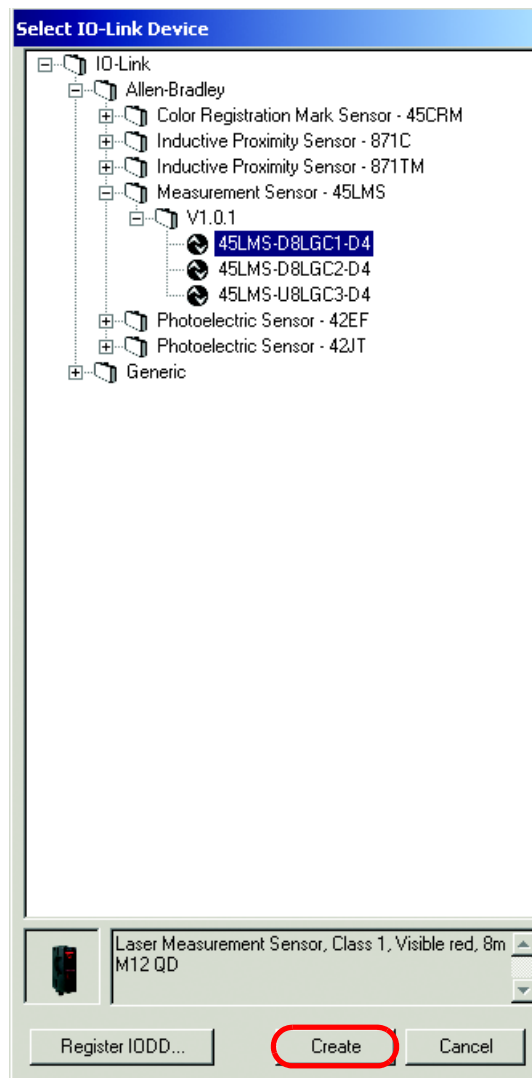 Select IO-Link Device
IO-Link
Allen-Bradley
Color Registration Mark Sensor - 45CRM
Inductive Proximity Sensor - 871C
Inductive Proximity Sensor - 871TM
Measurement Sensor - 45LMS
V1.0.1
45LMS-D8LGC1-D4
45LMS-D8LGC2-D4
45LMS-U8LGC3-D4
Photoelectric Sensor - 42EF
Photoelectric Sensor - 42JT
Generic
Laser Measurement Sensor, Class 1, Visible red, 8m
M12 QD
Register IODD...
Create
Cancel